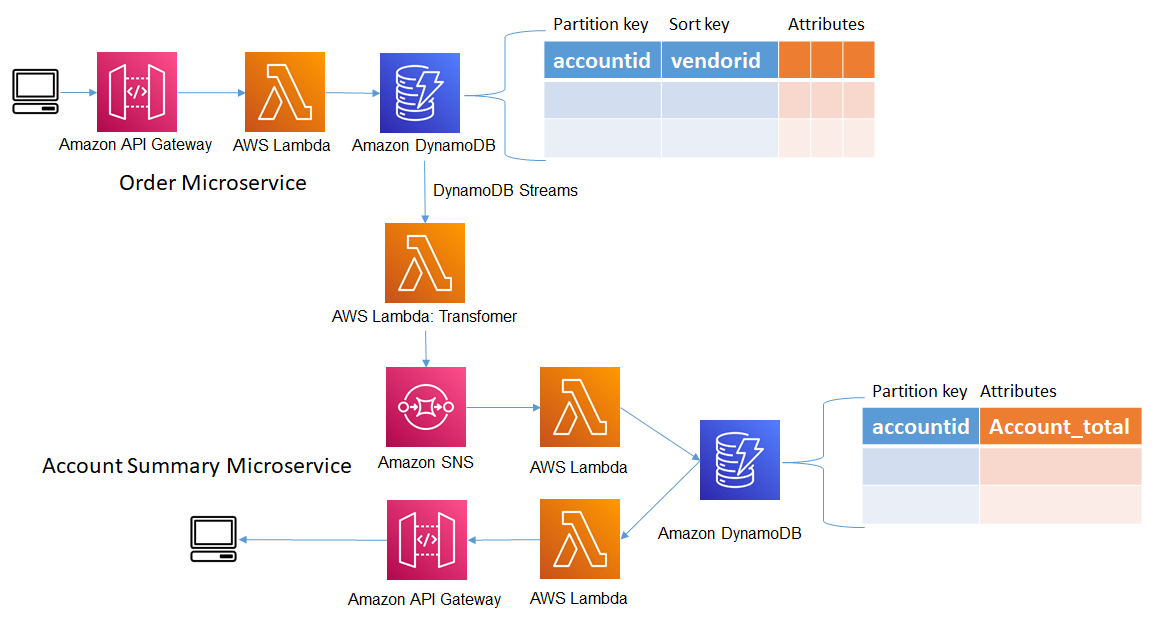 Partition key Sort key Attributes
accountid vendorid
Amazon API Gateway AWS Lambda Amazon DynamoDB
Order Microservice
DynamoDB Streams
AWS Lambda: Transfomer
Partition key Attributes
accountid Account_total
Account Summary Microservice
Amazon SNS
AWS Lambda
Amazon DynamoDB
Amazon API Gateway AWS Lambda